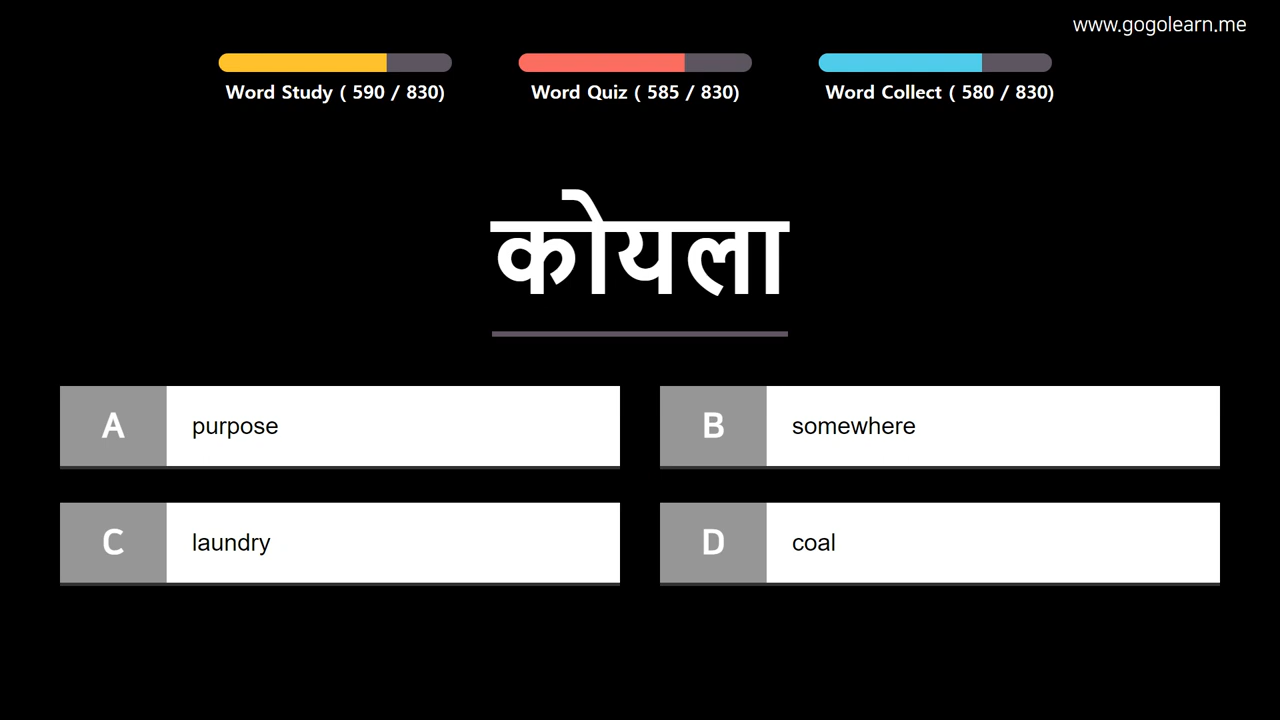 www.gogolearn.me
Word Study ( 590 / 830)
Word Quiz ( 585 / 830)
Word Collect ( 580 / 830)
कोयला
A purpose
B somewhere
C laundry
D coal